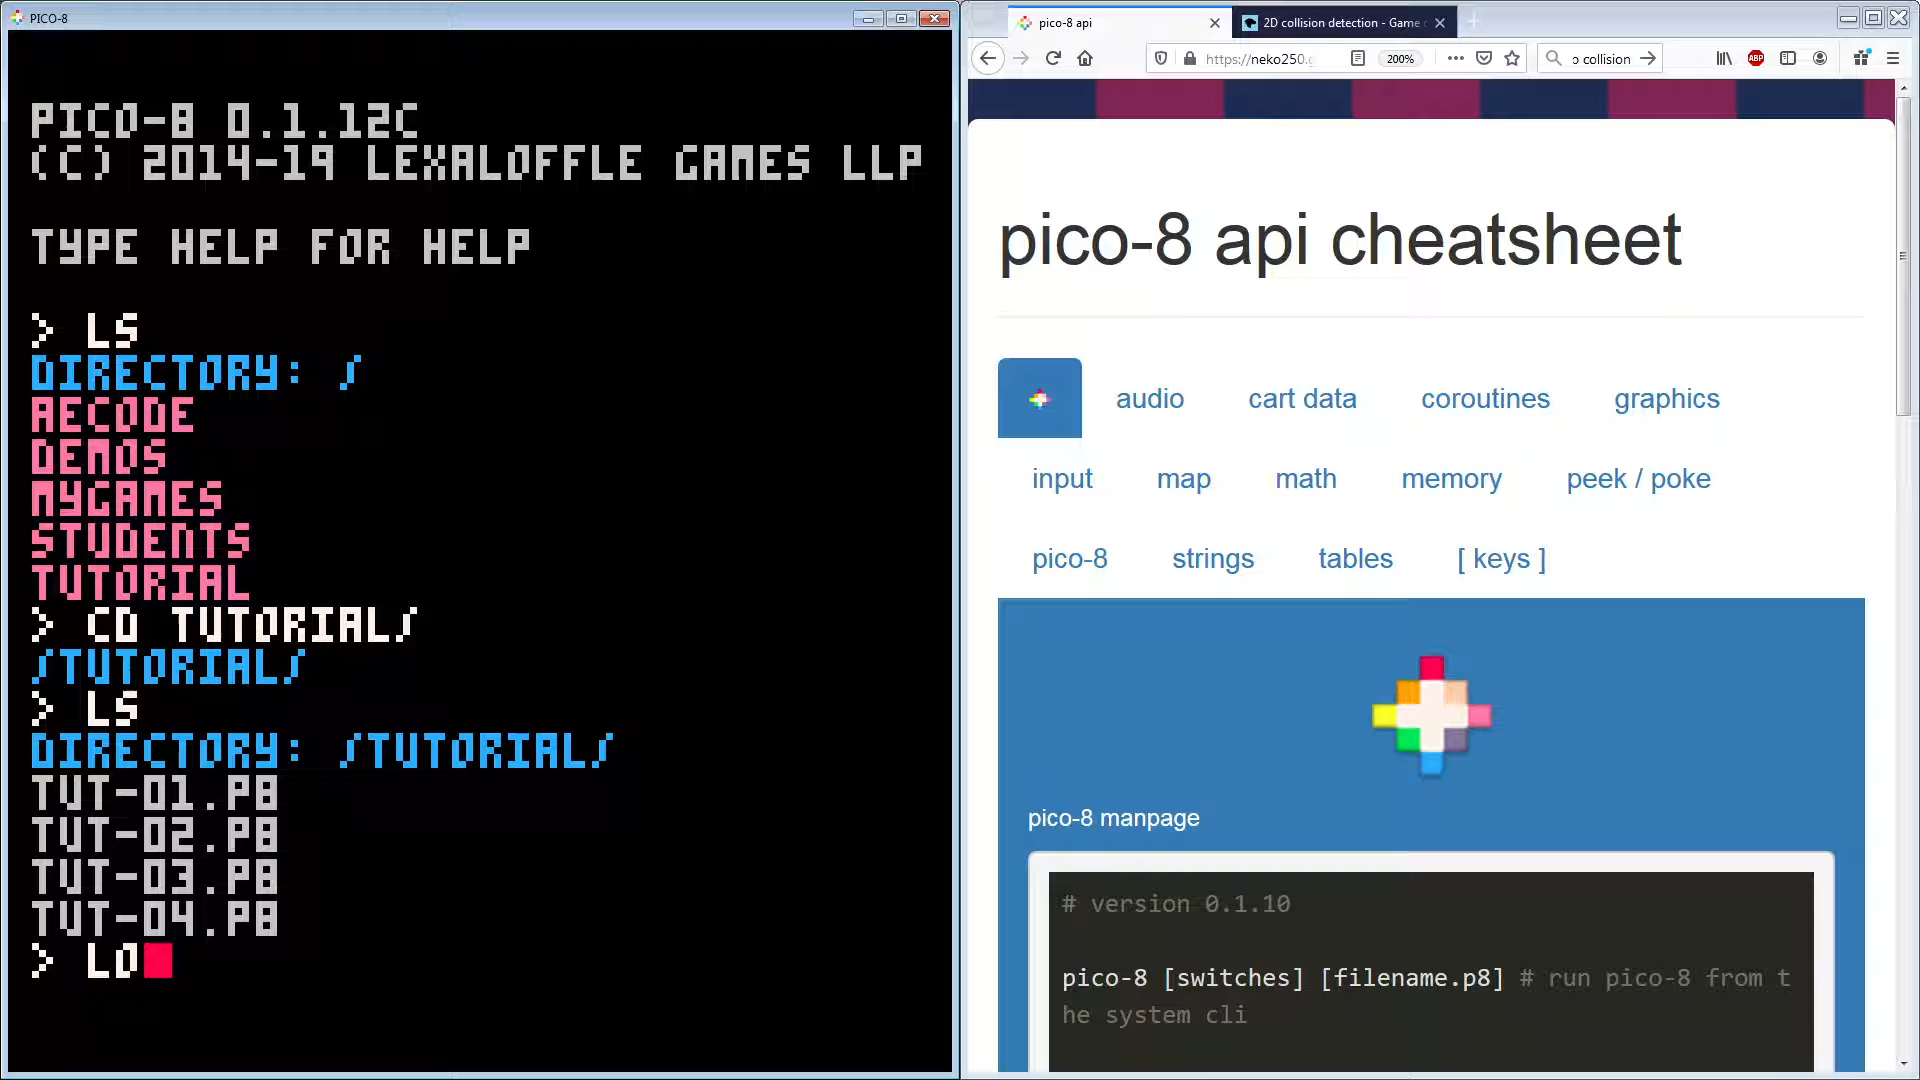 PICO-8
PICO-8 0.1.12C
(C) 2014-19 LEXALOFFLE GAMES LLP
TYPE HELP FOR HELP
> LS
DIRECTORY: /
AECODE
DEMOS
MYGAMES
STUDENTS
TUTORIAL
> CD TUTORIAL/
/TUTORIAL/
> LS
DIRECTORY: /TUTORIAL/
TUT-01.P8
TUT-02.P8
TUT-03.P8
TUT-04.P8
> LO
pico-8 api
2D collision detection - Game
https://neko250.
200%
collision
ABP
pico-8 api cheatsheet
audio cart data coroutines graphics
input map math memory peek / poke
pico-8 strings tables [ keys ]
pico-8 manpage
# version 0.1.10
pico-8 [switches] [filename.p8] # run pico-8 from t
he system cli